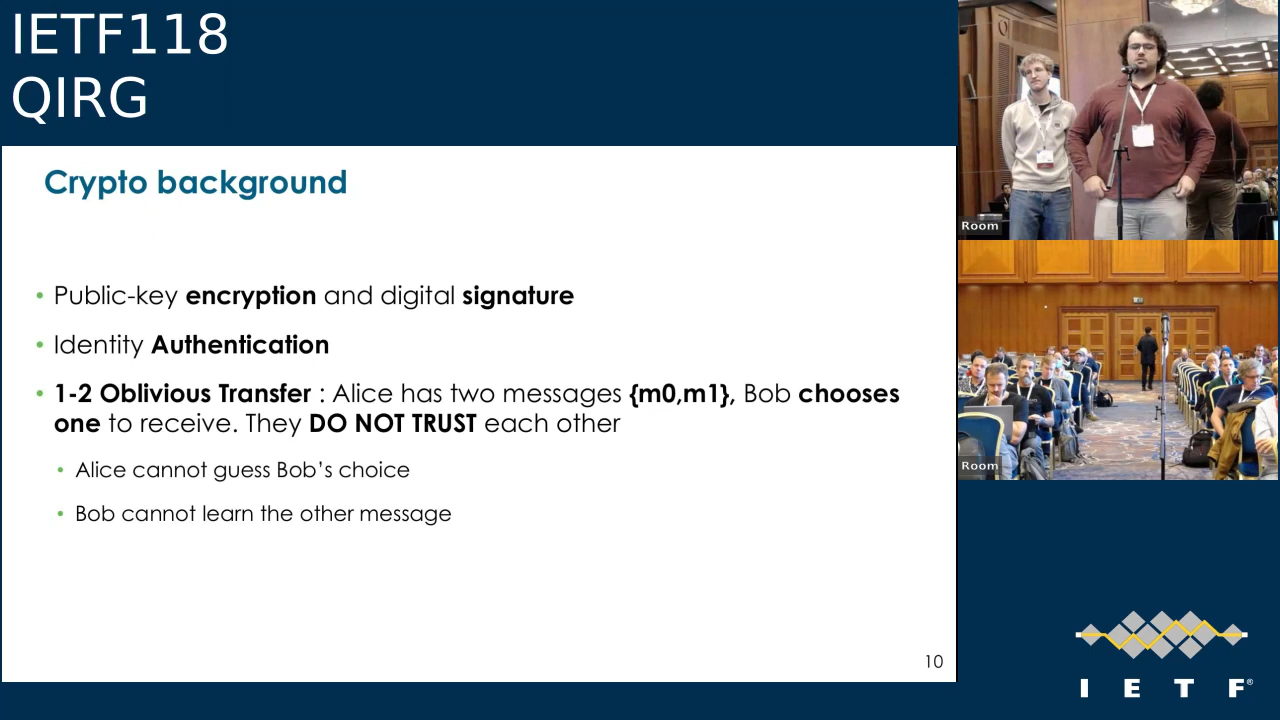 IETF118
QIRG
Crypto background
• Public-key encryption and digital signature
• Identity Authentication
• 1-2 Oblivious Transfer : Alice has two messages {m0,m1}, Bob chooses
one to receive. They DO NOT TRUST each other
• Alice cannot guess Bob’s choice
• Bob cannot learn the other message
10
Room
Room
I E T F®